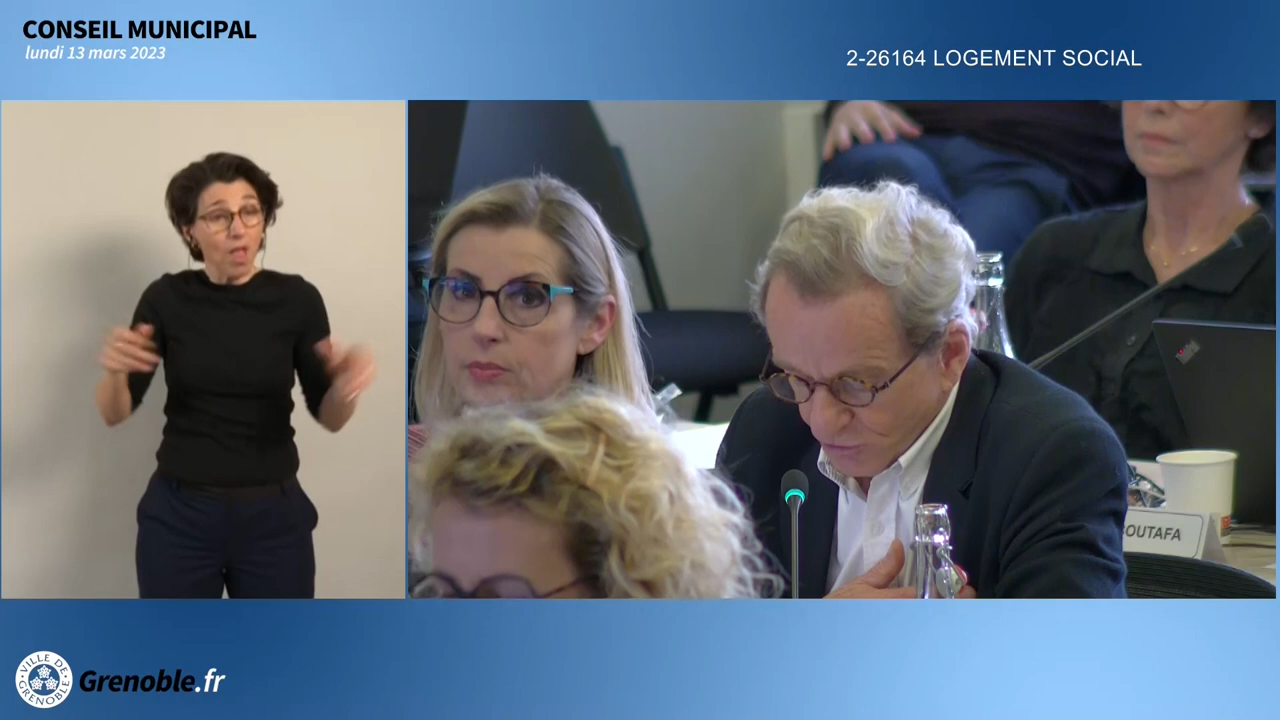 CONSEIL MUNICIPAL
lundi 13 mars 2023
2-26164 LOGEMENT SOCIAL
OUTAFA
VILLE DE GRENOBLE
Grenoble.fr